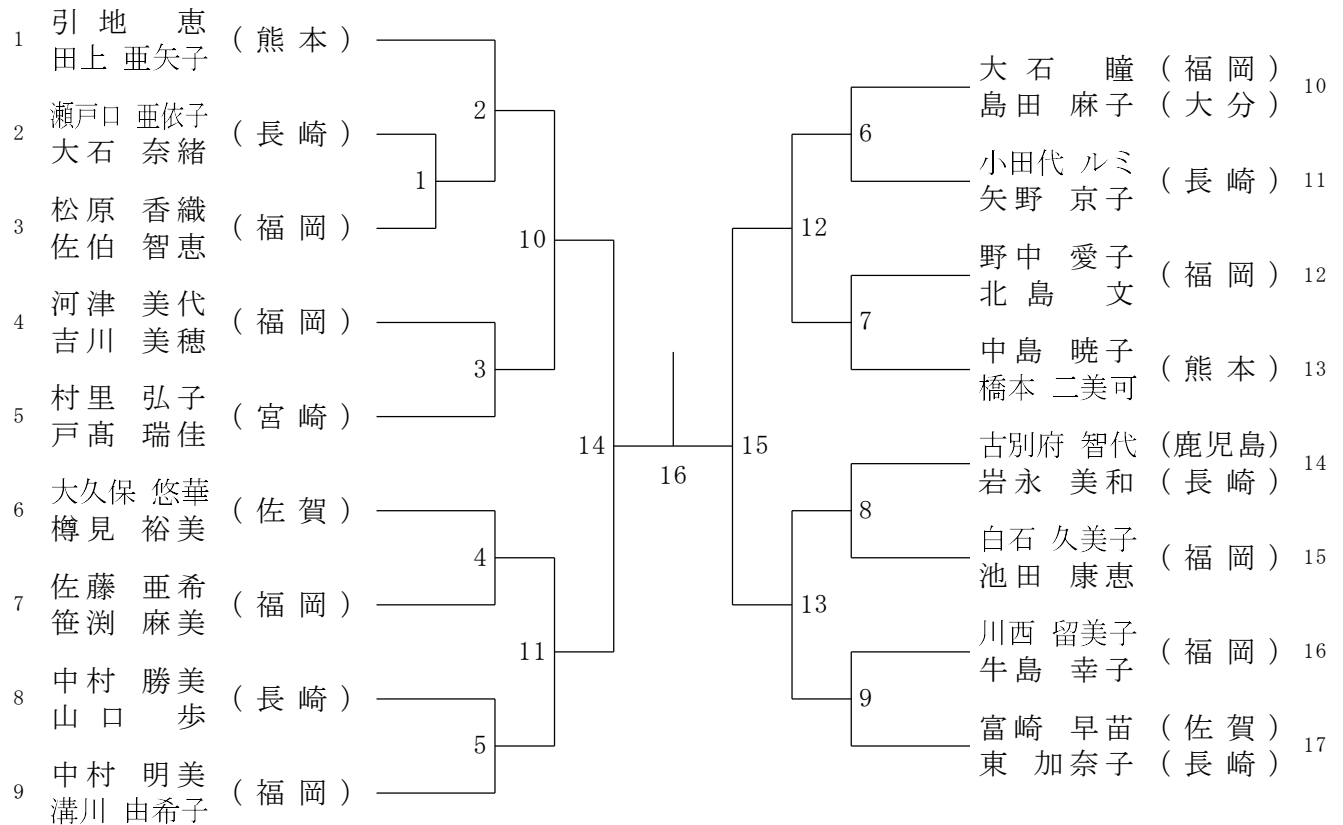 1 引地 恵 (熊本)
田上 亜矢子
2 瀬戸口 亜依子 (長崎)
大石 奈緒
3 松原 香織 (福岡)
佐伯 智恵
4 河津 美代 (福岡)
吉川 美穂
5 村里 弘子 (宮崎)
戸髙 瑞佳
6 大久保 悠華 (佐賀)
樽見 裕美
7 佐藤 亜希 (福岡)
笹渕 麻美
8 中村 勝美 (長崎)
山口 歩
9 中村 明美 (福岡)
溝川 由希子
2
1
10
3
14
4
11
5
16
15
12
6
7
13
8
9
大石 瞳 (福岡) 10
島田 麻子 (大分)
小田代 ルミ (長崎) 11
矢野 京子
野中 愛子 (福岡) 12
北島 文
中島 暁子 (熊本) 13
橋本 二美可
古別府 智代 (鹿児島) 14
岩永 美和 (長崎)
白石 久美子 (福岡) 15
池田 康恵
川西 留美子 (福岡) 16
牛島 幸子
富崎 早苗 (佐賀) 17
東 加奈子 (長崎)